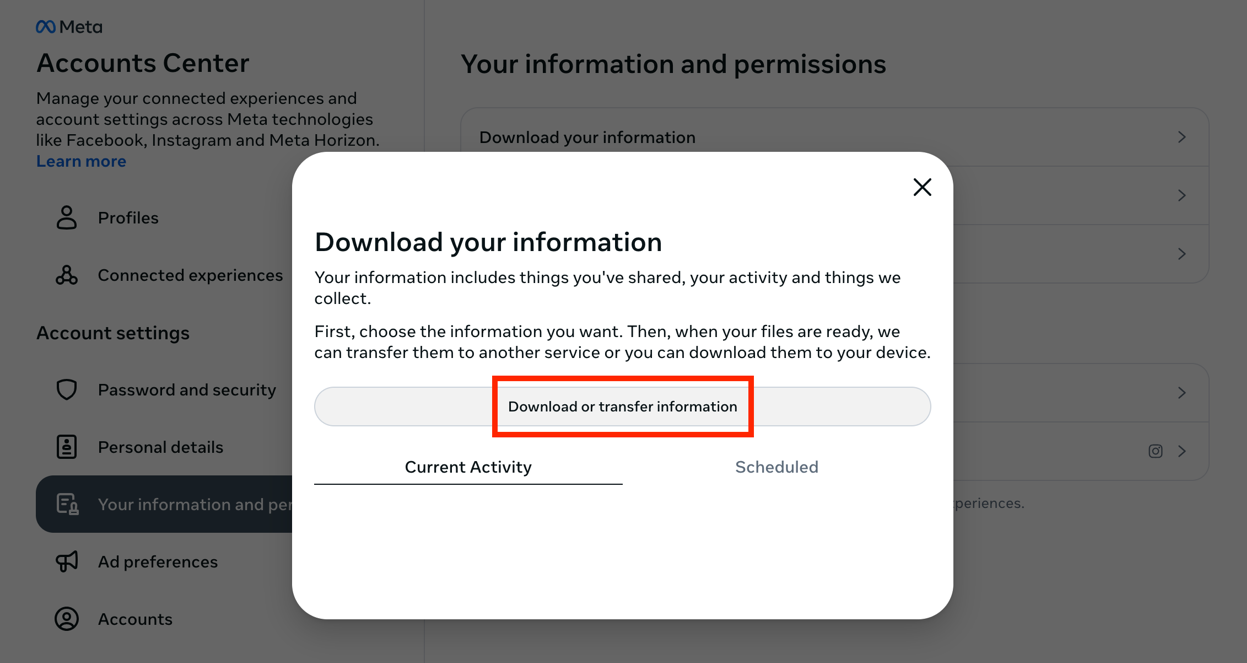 Meta
Accounts Center
Manage your connected experiences and
account settings across Meta technologies
like Facebook, Instagram and Meta Horizon.
Learn more
Profiles
Connected experiences
Account settings
Password and security
Personal details
Your information and per
Ad preferences
Accounts
Your information and permissions
Download your information
periences.
Download your information
Your information includes things you've shared, your activity and things we
collect.
First, choose the information you want. Then, when your files are ready, we
can transfer them to another service or you can download them to your device.
Download or transfer information
Current Activity
Scheduled